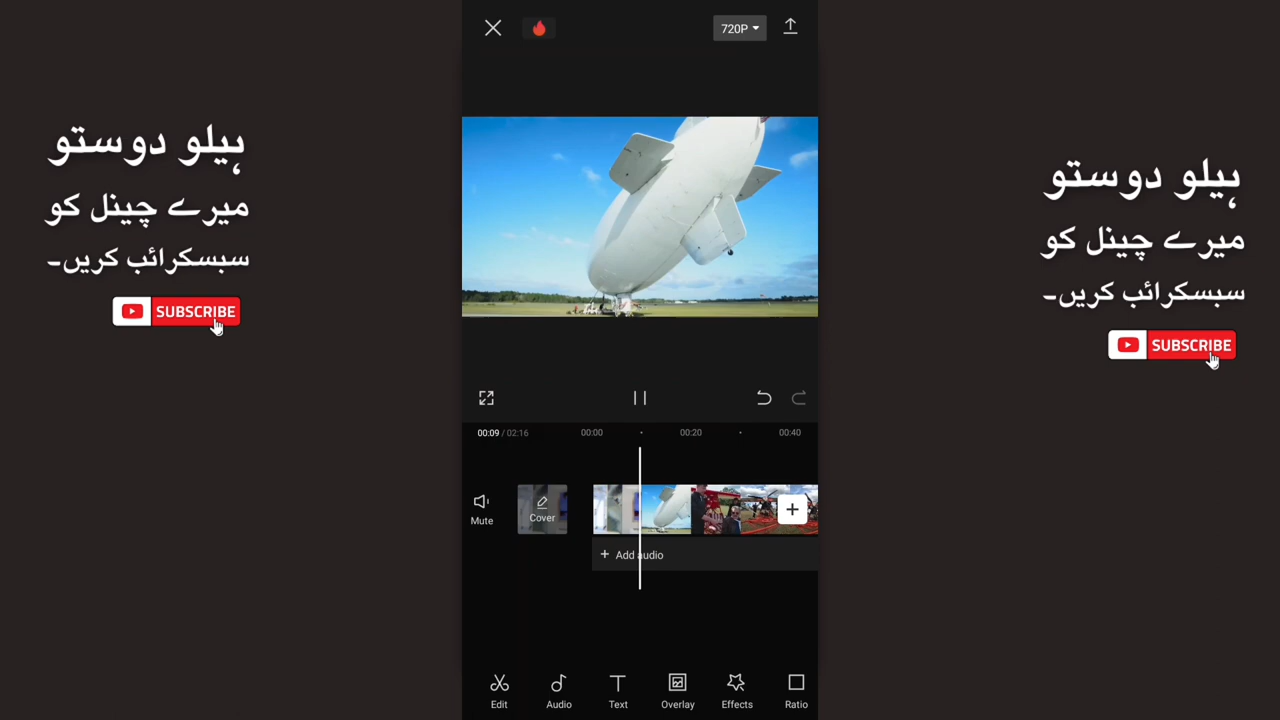 ہیلو دوستو
میرے چینل کو
سبسکرائب کریں۔
SUBSCRIBE
720P
00:09 / 02:16
00:00
00:20
00:40
Mute
Cover
+
+ Add audio
Edit
Audio
Text
Overlay
Effects
Ratio
ہیلو دوستو
میرے چینل کو
سبسکرائب کریں۔
SUBSCRIBE